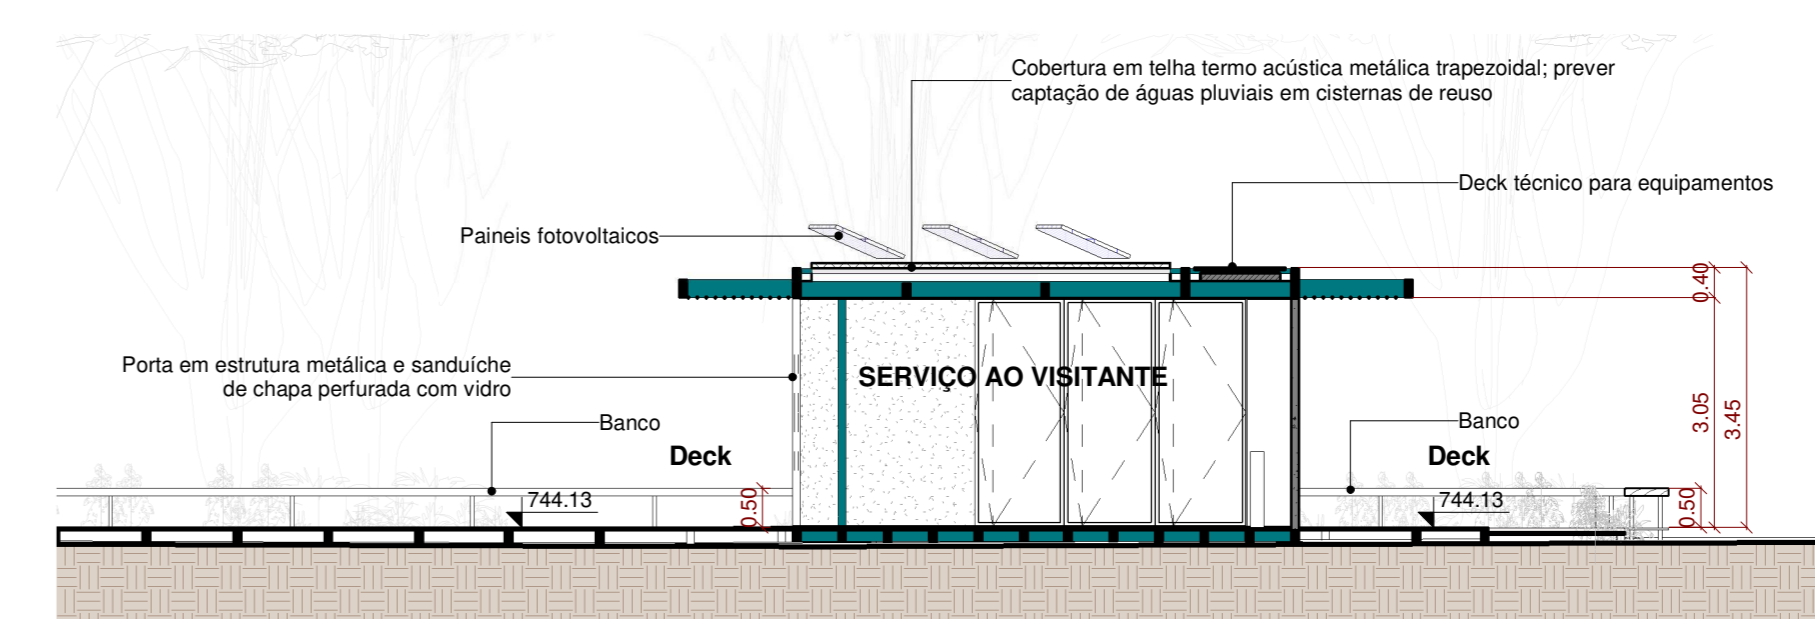 Cobertura em telha termo acústica metálica trapezoidal; prever
captação de águas pluviais em cisternas de reuso
Deck técnico para equipamentos
Paineis fotovoltaicos
0.40
Porta em estrutura metálica e sanduíche
de chapa perfurada com vidro
SERVIÇO AO VISITANTE
3.05
3.45
Banco
Banco
Deck
Deck
744.13
0.50
744.13
0.50